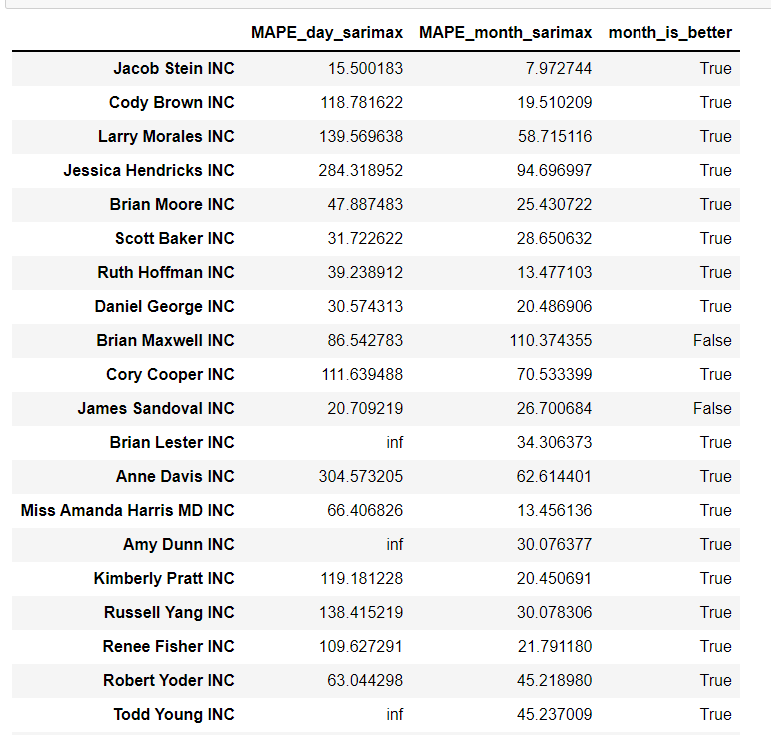 MAPE_day_sarimax MAPE_month_sarimax month_is_better
Jacob Stein INC 15.500183 7.972744 True
Cody Brown INC 118.781622 19.510209 True
Larry Morales INC 139.569638 58.715116 True
Jessica Hendricks INC 284.318952 94.696997 True
Brian Moore INC 47.887483 25.430722 True
Scott Baker INC 31.722622 28.650632 True
Ruth Hoffman INC 39.238912 13.477103 True
Daniel George INC 30.574313 20.486906 True
Brian Maxwell INC 86.542783 110.374355 False
Cory Cooper INC 111.639488 70.533399 True
James Sandoval INC 20.709219 26.700684 False
Brian Lester INC inf 34.306373 True
Anne Davis INC 304.573205 62.614401 True
Miss Amanda Harris MD INC 66.406826 13.456136 True
Amy Dunn INC inf 30.076377 True
Kimberly Pratt INC 119.181228 20.450691 True
Russell Yang INC 138.415219 30.078306 True
Renee Fisher INC 109.627291 21.791180 True
Robert Yoder INC 63.044298 45.218980 True
Todd Young INC inf 45.237009 True